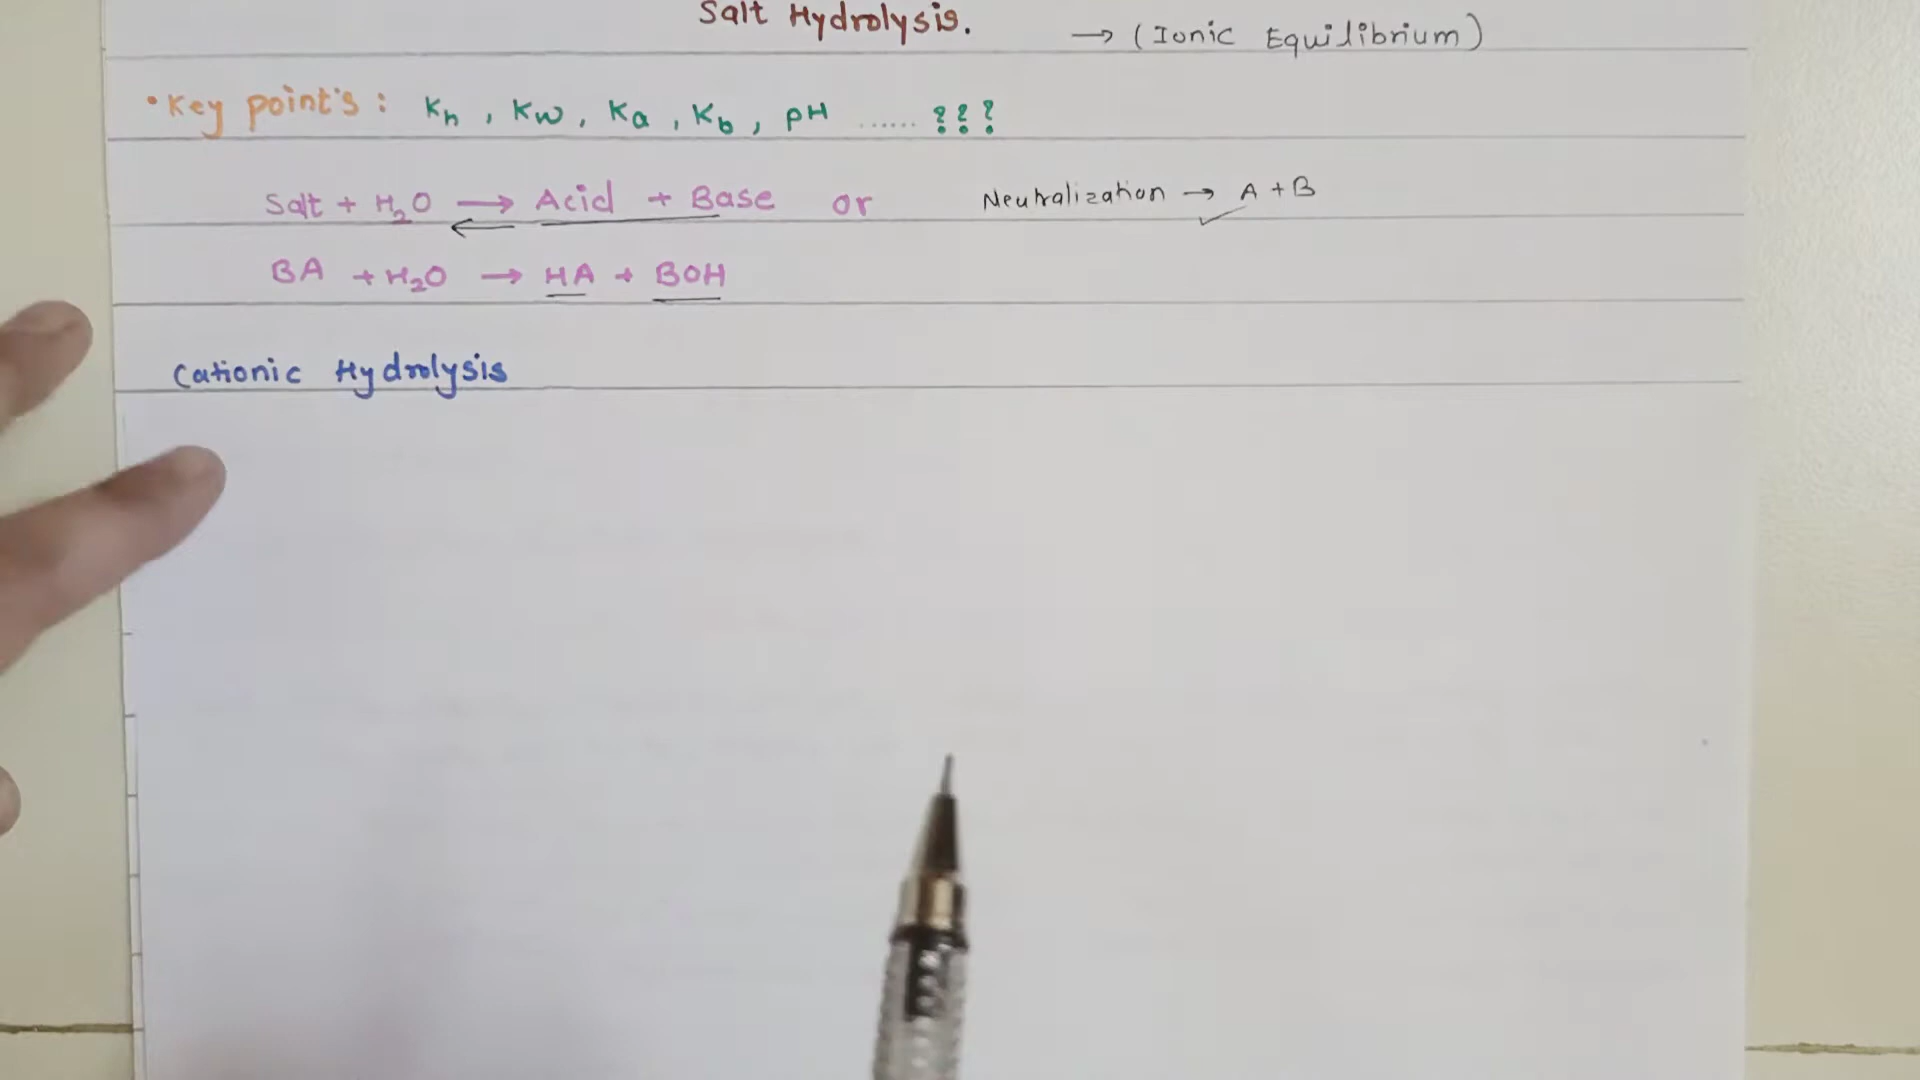 Salt Hydrolysis. → (Ionic Equilibrium)
• Key point's : Kh , Kw , Ka , Kb , pH ...... ???
Salt + H₂O ⟶ Acid + Base or Neutralization → A + B
BA + H₂O → HA + BOH
Cationic Hydrolysis